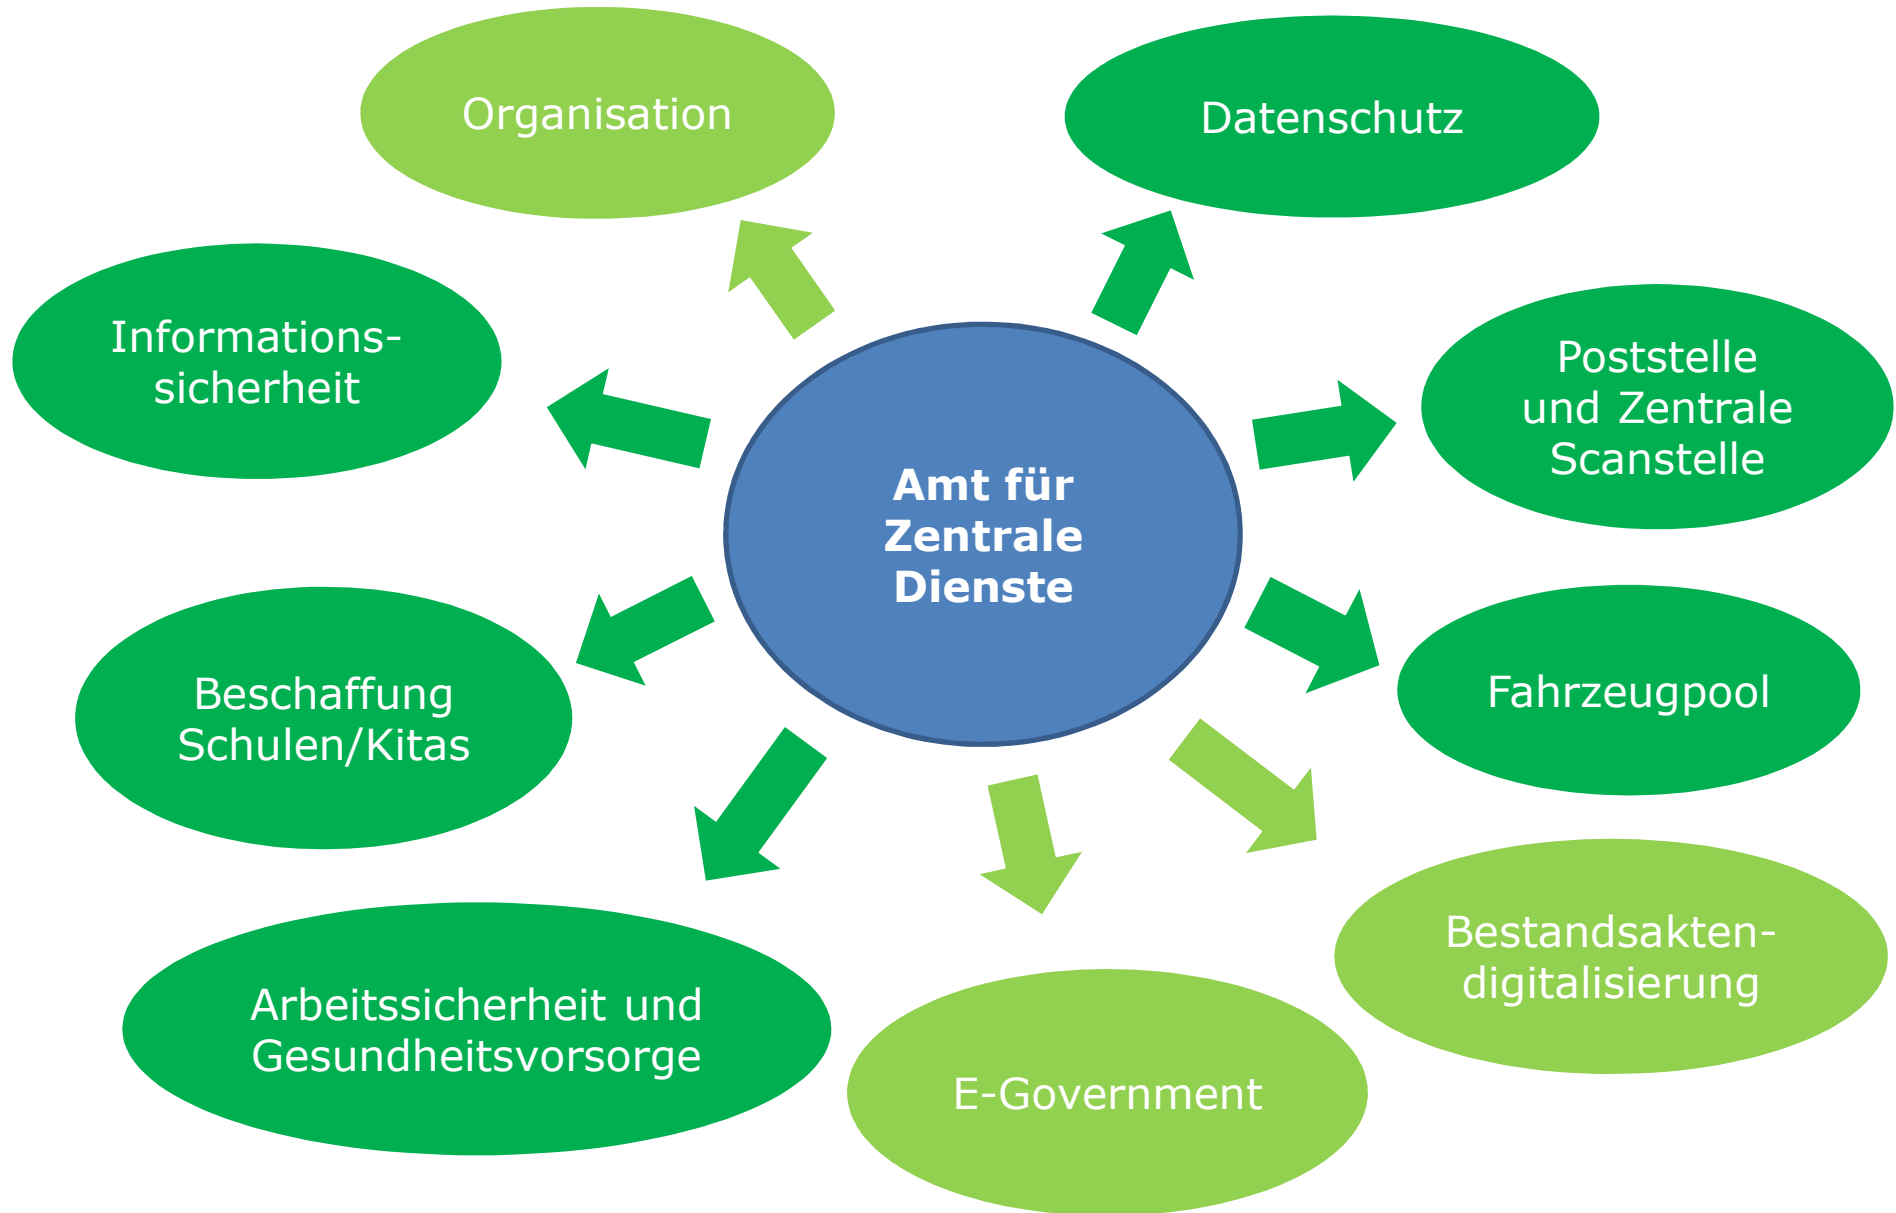 Organisation
Datenschutz
Informations-
sicherheit
Poststelle
und Zentrale
Scanstelle
Amt für
Zentrale
Dienste
Beschaffung
Schulen/Kitas
Fahrzeugpool
Arbeitssicherheit und
Gesundheitsvorsorge
E-Government
Bestandsakten-
digitalisierung